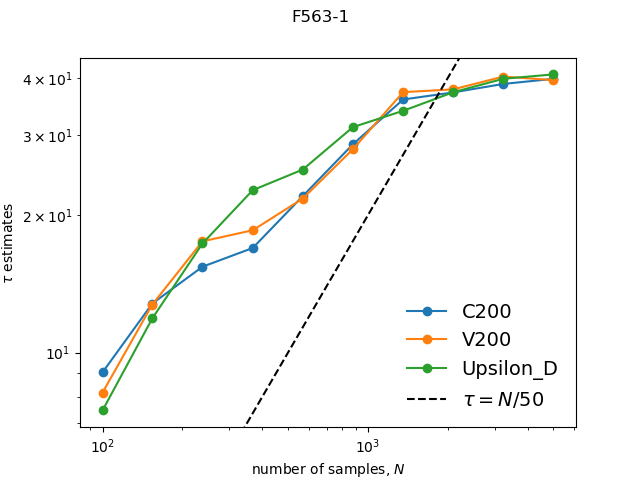 F563-1
τ estimates
4 × 10¹
3 × 10¹
2 × 10¹
10¹
C200
V200
Upsilon_D
τ = N/50
10² 10³
number of samples, N